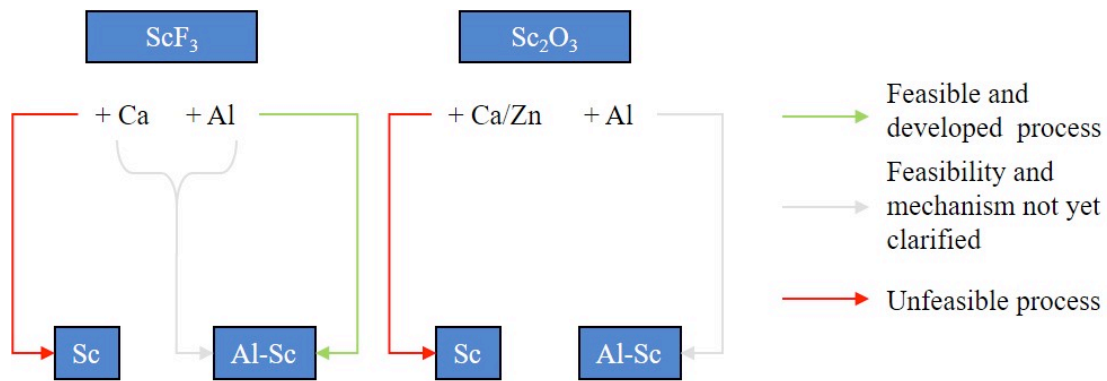 ScF₃
Sc₂O₃
+ Ca
+ Al
+ Ca/Zn
+ Al
Feasible and
developed process
Feasibility and
mechanism not yet
clarified
Unfeasible process
Sc
Al-Sc
Sc
Al-Sc